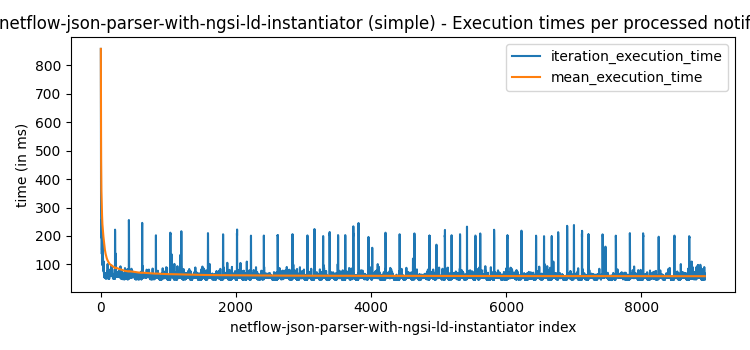 netflow-json-parser-with-ngsi-ld-instantiator (simple) - Execution times per processed notif
iteration_execution_time
mean_execution_time
time (in ms)
800
700
600
500
400
300
200
100
0
2000
4000
6000
8000
netflow-json-parser-with-ngsi-ld-instantiator index